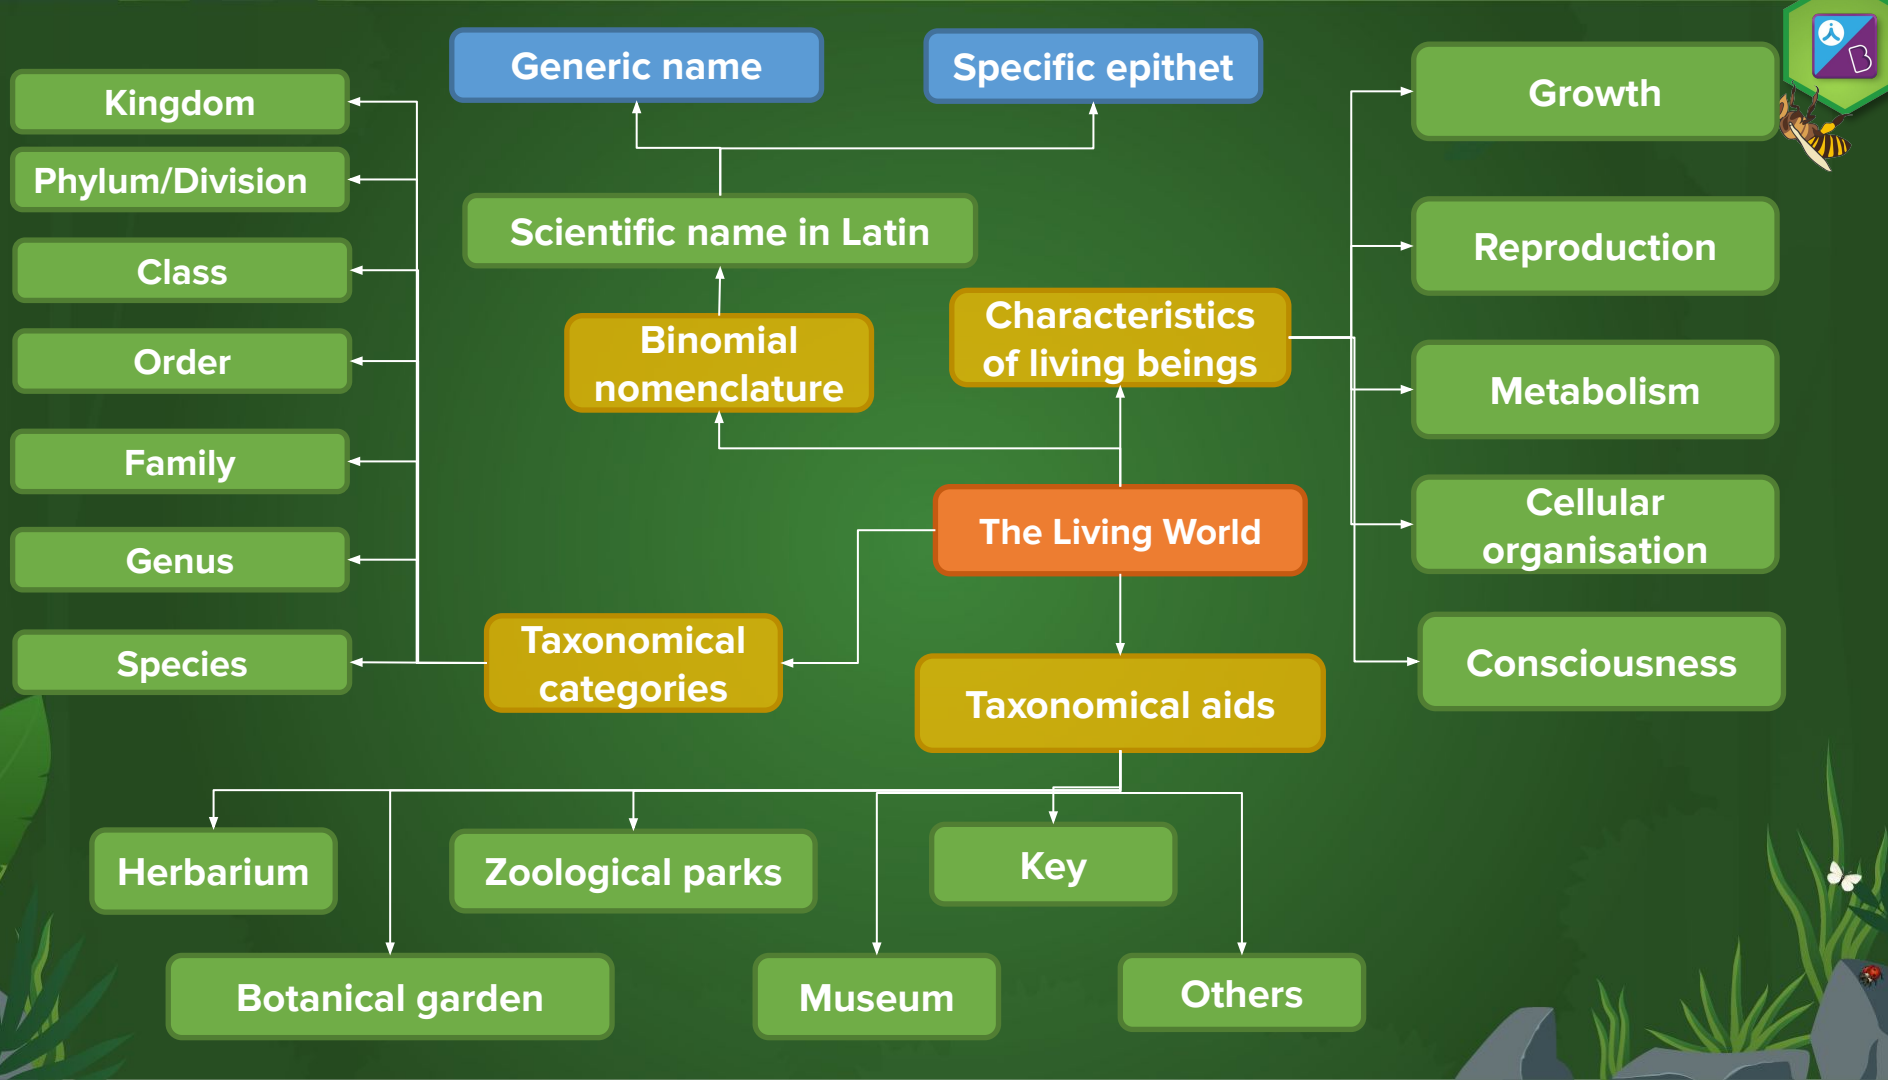 Generic name
Specific epithet
Growth
Kingdom
Phylum/Division
Reproduction
Scientific name in Latin
Class
Characteristics
of living beings
Binomial
nomenclature
Order
Metabolism
Family
Cellular
organisation
The Living World
Genus
Taxonomical
categories
Species
Consciousness
Taxonomical aids
Herbarium
Zoological parks
Key
Botanical garden
Museum
Others
B